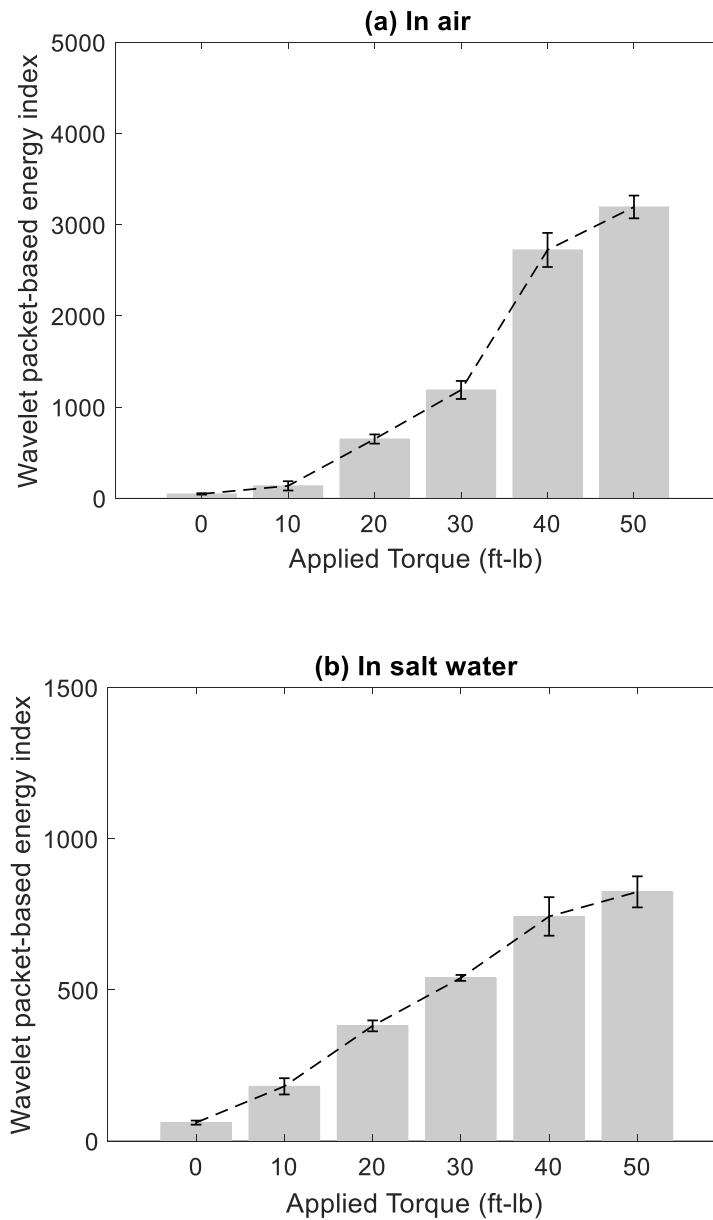 (a) In air
Wavelet packet-based energy index
5000
4000
3000
2000
1000
0
0 10 20 30 40 50
Applied Torque (ft-lb)
(b) In salt water
Wavelet packet-based energy index
1500
1000
500
0
0 10 20 30 40 50
Applied Torque (ft-lb)